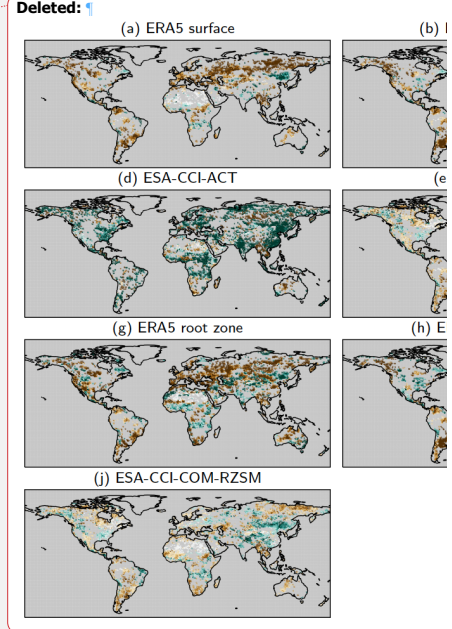 Deleted: ¶
(a) ERA5 surface
(b)
(d) ESA-CCI-ACT
(e
(g) ERA5 root zone
(h) E
(j) ESA-CCI-COM-RZSM